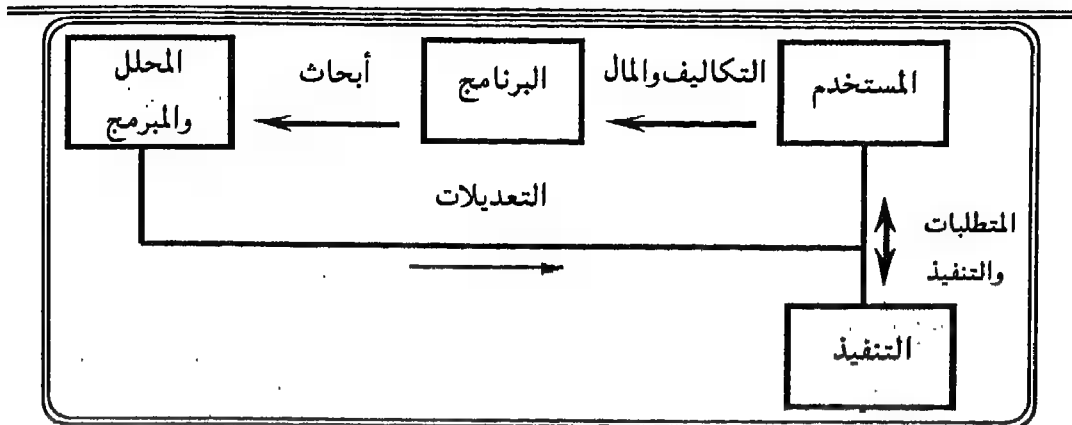 المستخدم
التكاليف والمال
البرنامج
أبحاث
المحلل
والمبرمج
التعديلات
المتطلبات
والتنفيذ
التنفيذ